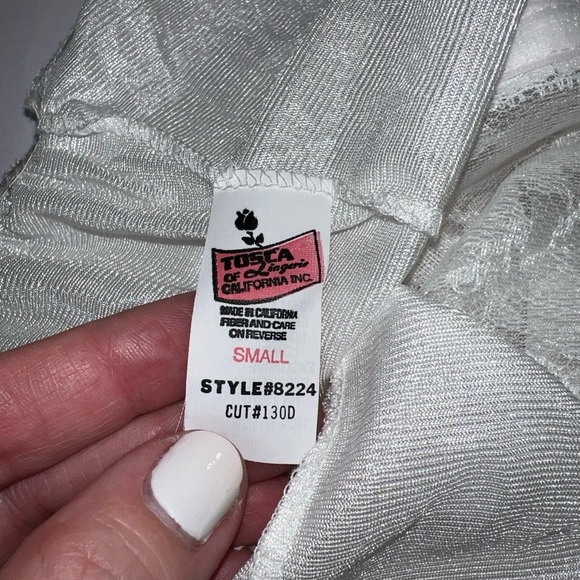 TOSCA
OF Lingerie
CALIFORNIA INC.
MADE IN CALIFORNIA
FIBER AND CARE
ON REVERSE
SMALL
STYLE#8224
CUT#130D